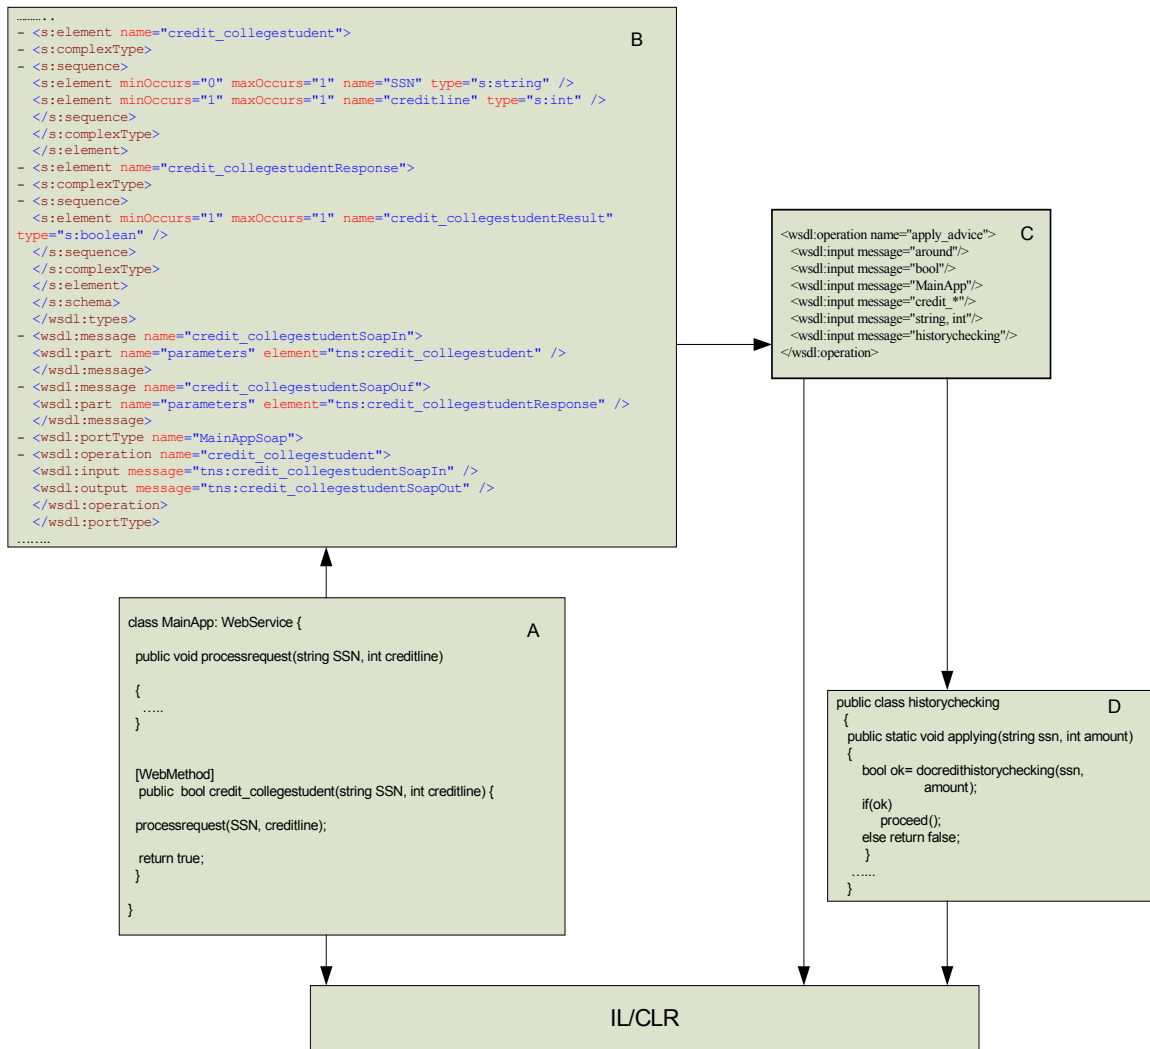 ……...
B
- <s:element name="credit_collegestudent">
- <s:complexType>
- <s:sequence>
<s:element minOccurs="0" maxOccurs="1" name="SSN" type="s:string" />
<s:element minOccurs="1" maxOccurs="1" name="creditline" type="s:int" />
</s:sequence>
</s:complexType>
</s:element>
- <s:element name="credit_collegestudentResponse">
- <s:complexType>
- <s:sequence>
<s:element minOccurs="1" maxOccurs="1" name="credit_collegestudentResult"
type="s:boolean" />
</s:sequence>
</s:complexType>
</s:element>
</s:schema>
</wsdl:types>
- <wsdl:message name="credit_collegestudentSoapIn">
<wsdl:part name="parameters" element="tns:credit_collegestudent" />
</wsdl:message>
- <wsdl:message name="credit_collegestudentSoapOuf">
<wsdl:part name="parameters" element="tns:credit_collegestudentResponse" />
</wsdl:message>
- <wsdl:portType name="MainAppSoap">
- <wsdl:operation name="credit_collegestudent">
<wsdl:input message="tns:credit_collegestudentSoapIn" />
<wsdl:output message="tns:credit_collegestudentSoapOut" />
</wsdl:operation>
</wsdl:portType>
……..
C
<wsdl:operation name="apply_advice">
<wsdl:input message="around"/>
<wsdl:input message="bool"/>
<wsdl:input message="MainApp"/>
<wsdl:input message="credit_*"/>
<wsdl:input message="string, int"/>
<wsdl:input message="historychecking"/>
</wsdl:operation>
A
class MainApp: WebService {
public void processrequest(string SSN, int creditline)
{
…..
}
[WebMethod]
public bool credit_collegestudent(string SSN, int creditline) {
processrequest(SSN, creditline);
return true;
}
}
D
public class historychecking
{
public static void applying(string ssn, int amount)
{
bool ok= docredithistorychecking(ssn,
amount);
if(ok)
proceed();
else return false;
}
…...
}
IL/CLR